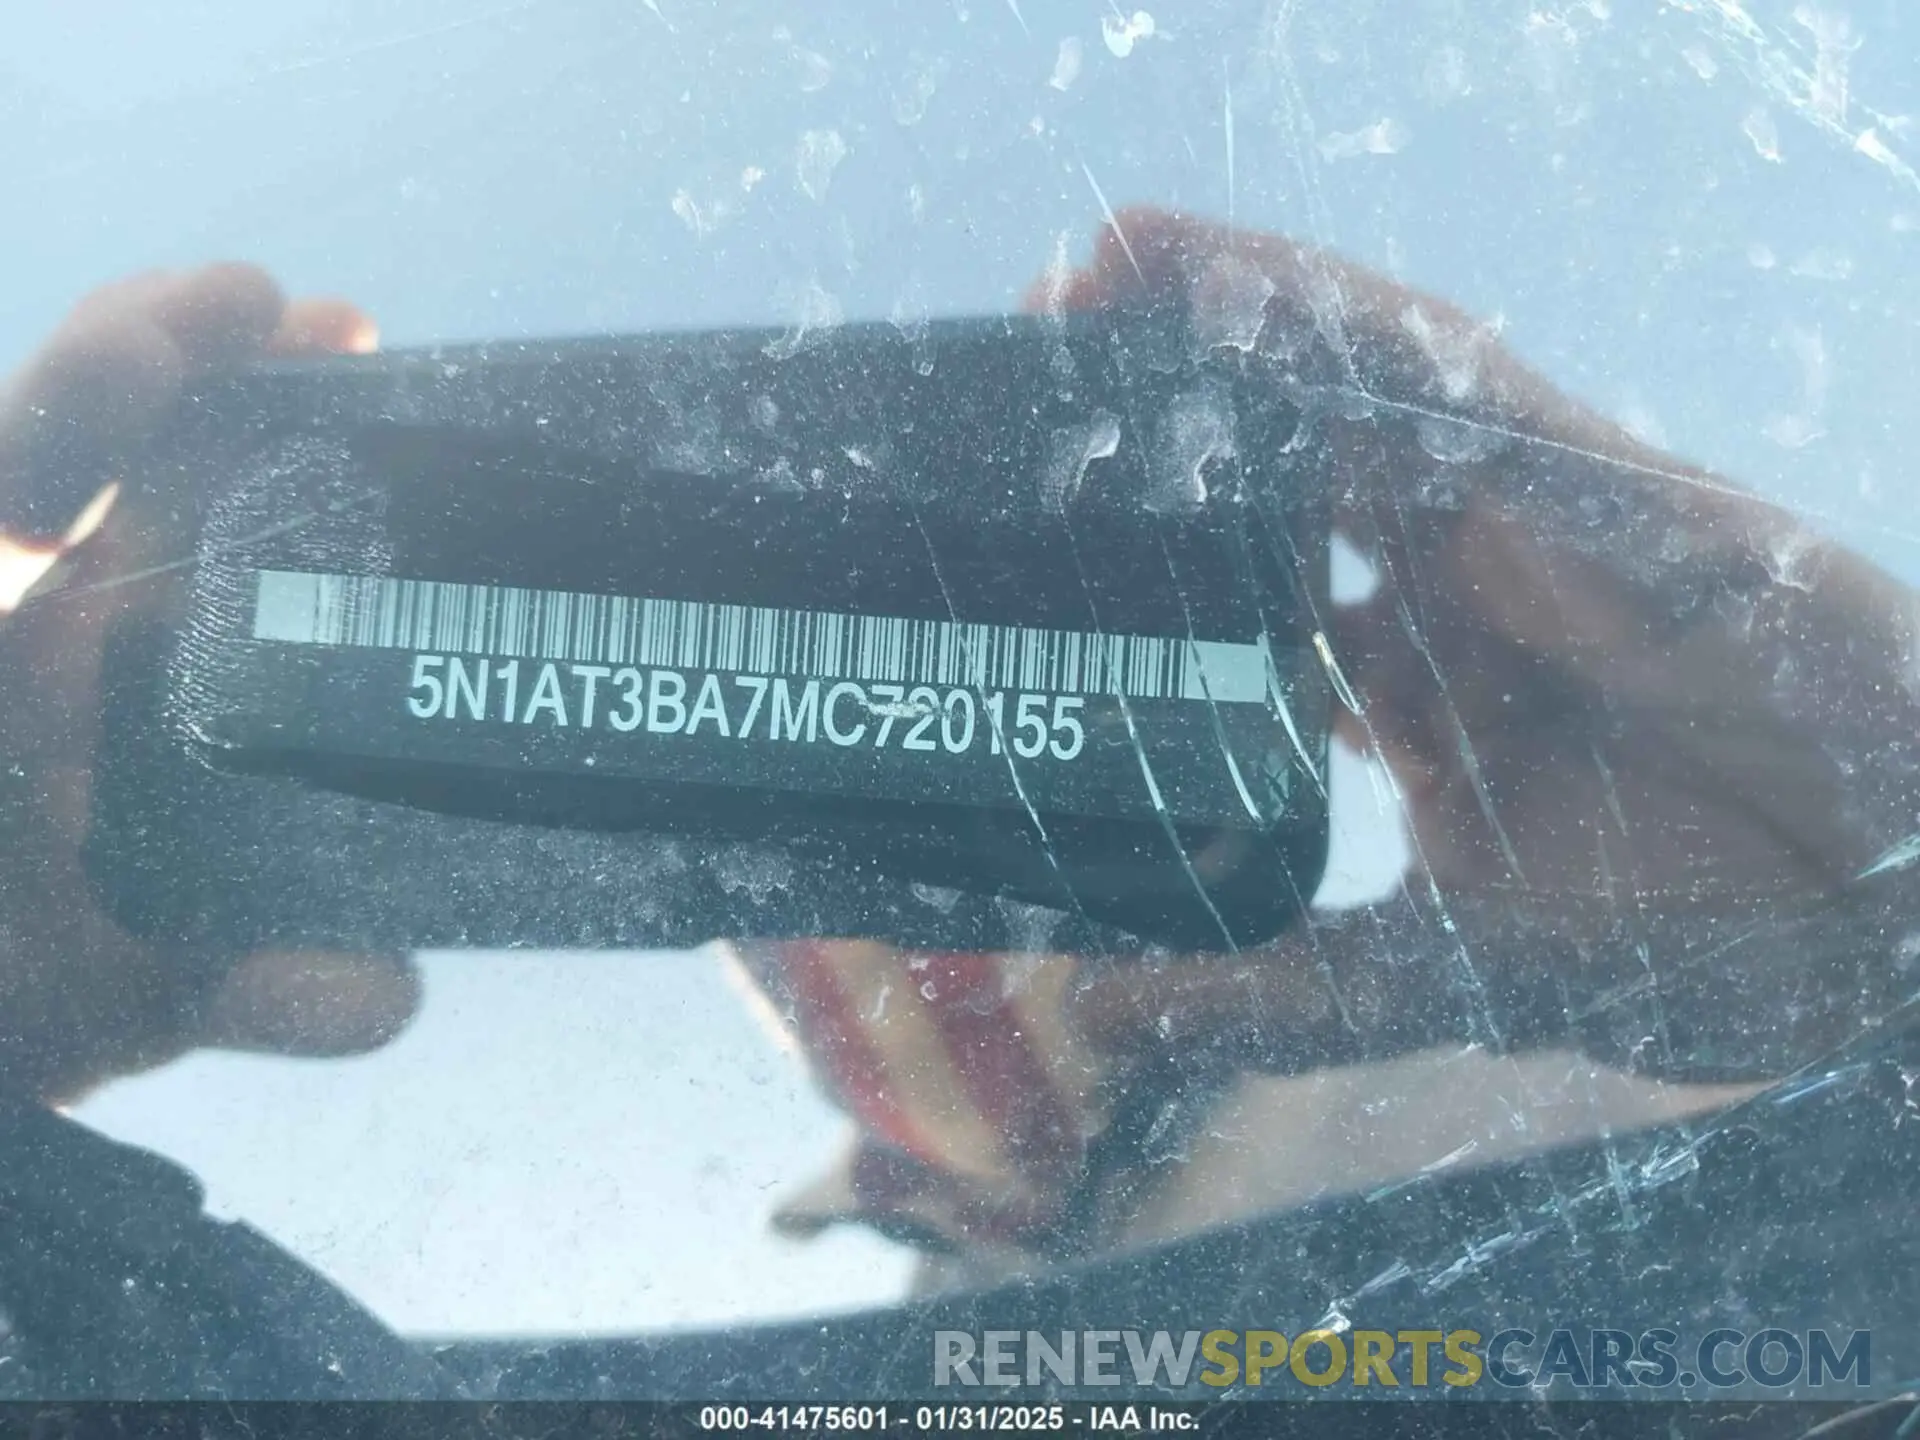 5N1AT3BA7MC720155
RENEWSPORTSCARS.COM
000-41475601 - 01/31/2025 - IAA Inc.